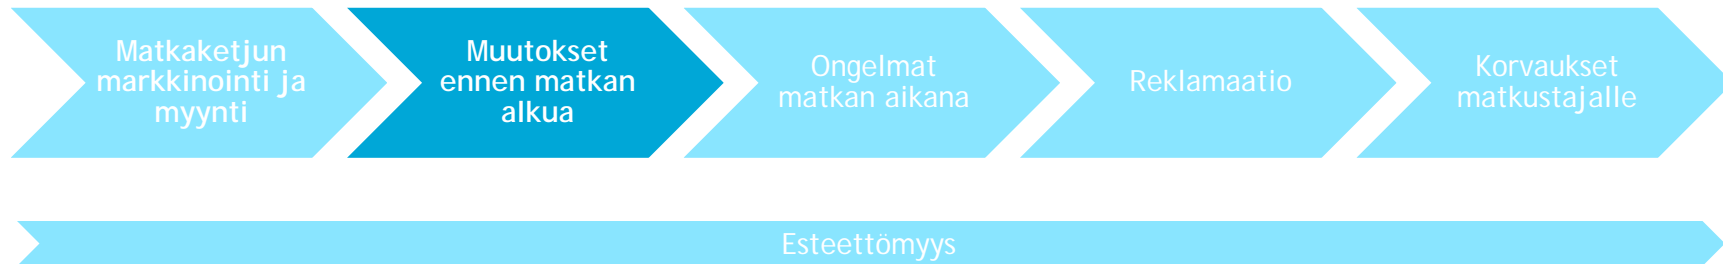 Matkaketjun
markkinointi ja
myynti
Muutokset
ennen matkan
alkua
Ongelmat
matkan aikana
Reklamaatio
Korvaukset
matkustajalle
Esteettömyys